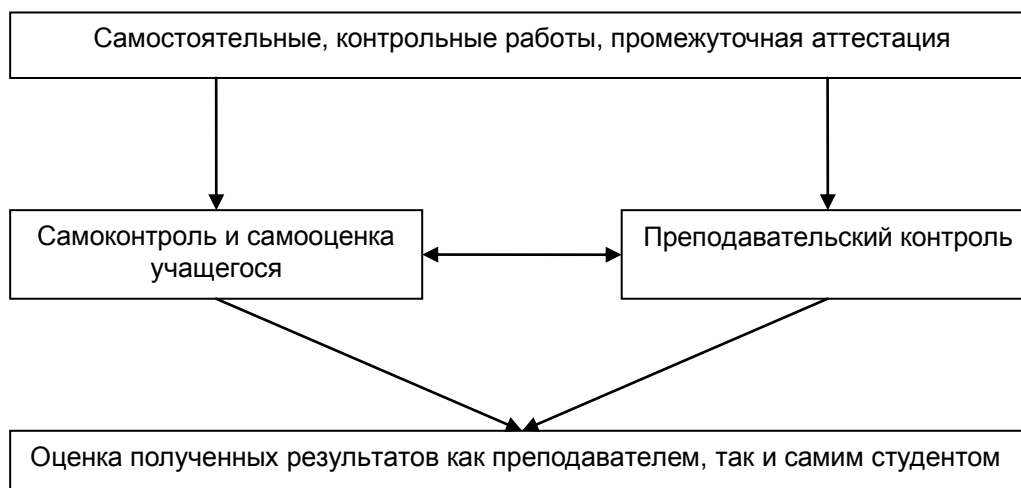 Самостоятельные, контрольные работы, промежуточная аттестация
Самоконтроль и самооценка
учащегося
Преподавательский контроль
Оценка полученных результатов как преподавателем, так и самим студентом